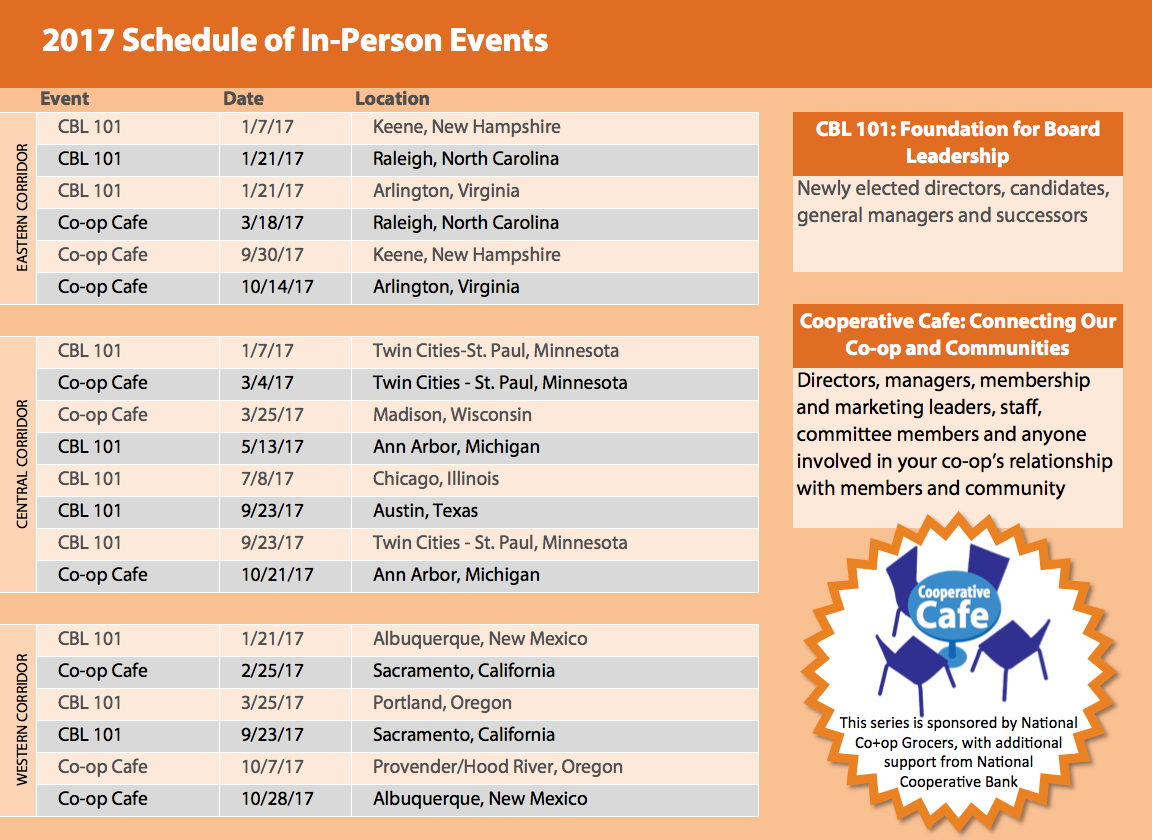 2017 Schedule of In-Person Events
Event Date Location
EASTERN CORRIDOR
CBL 101 1/7/17 Keene, New Hampshire
CBL 101 1/21/17 Raleigh, North Carolina
CBL 101 1/21/17 Arlington, Virginia
Co-op Cafe 3/18/17 Raleigh, North Carolina
Co-op Cafe 9/30/17 Keene, New Hampshire
Co-op Cafe 10/14/17 Arlington, Virginia
CENTRAL CORRIDOR
CBL 101 1/7/17 Twin Cities-St. Paul, Minnesota
Co-op Cafe 3/4/17 Twin Cities - St. Paul, Minnesota
Co-op Cafe 3/25/17 Madison, Wisconsin
CBL 101 5/13/17 Ann Arbor, Michigan
CBL 101 7/8/17 Chicago, Illinois
CBL 101 9/23/17 Austin, Texas
CBL 101 9/23/17 Twin Cities - St. Paul, Minnesota
Co-op Cafe 10/21/17 Ann Arbor, Michigan
WESTERN CORRIDOR
CBL 101 1/21/17 Albuquerque, New Mexico
Co-op Cafe 2/25/17 Sacramento, California
CBL 101 3/25/17 Portland, Oregon
CBL 101 9/23/17 Sacramento, California
Co-op Cafe 10/7/17 Provender/Hood River, Oregon
Co-op Cafe 10/28/17 Albuquerque, New Mexico
CBL 101: Foundation for Board
Leadership
Newly elected directors, candidates,
general managers and successors
Cooperative Cafe: Connecting Our
Co-op and Communities
Directors, managers, membership
and marketing leaders, staff,
committee members and anyone
involved in your co-op's relationship
with members and community
Cooperative
Cafe
This series is sponsored by National
Co+op Grocers, with additional
support from National
Cooperative Bank